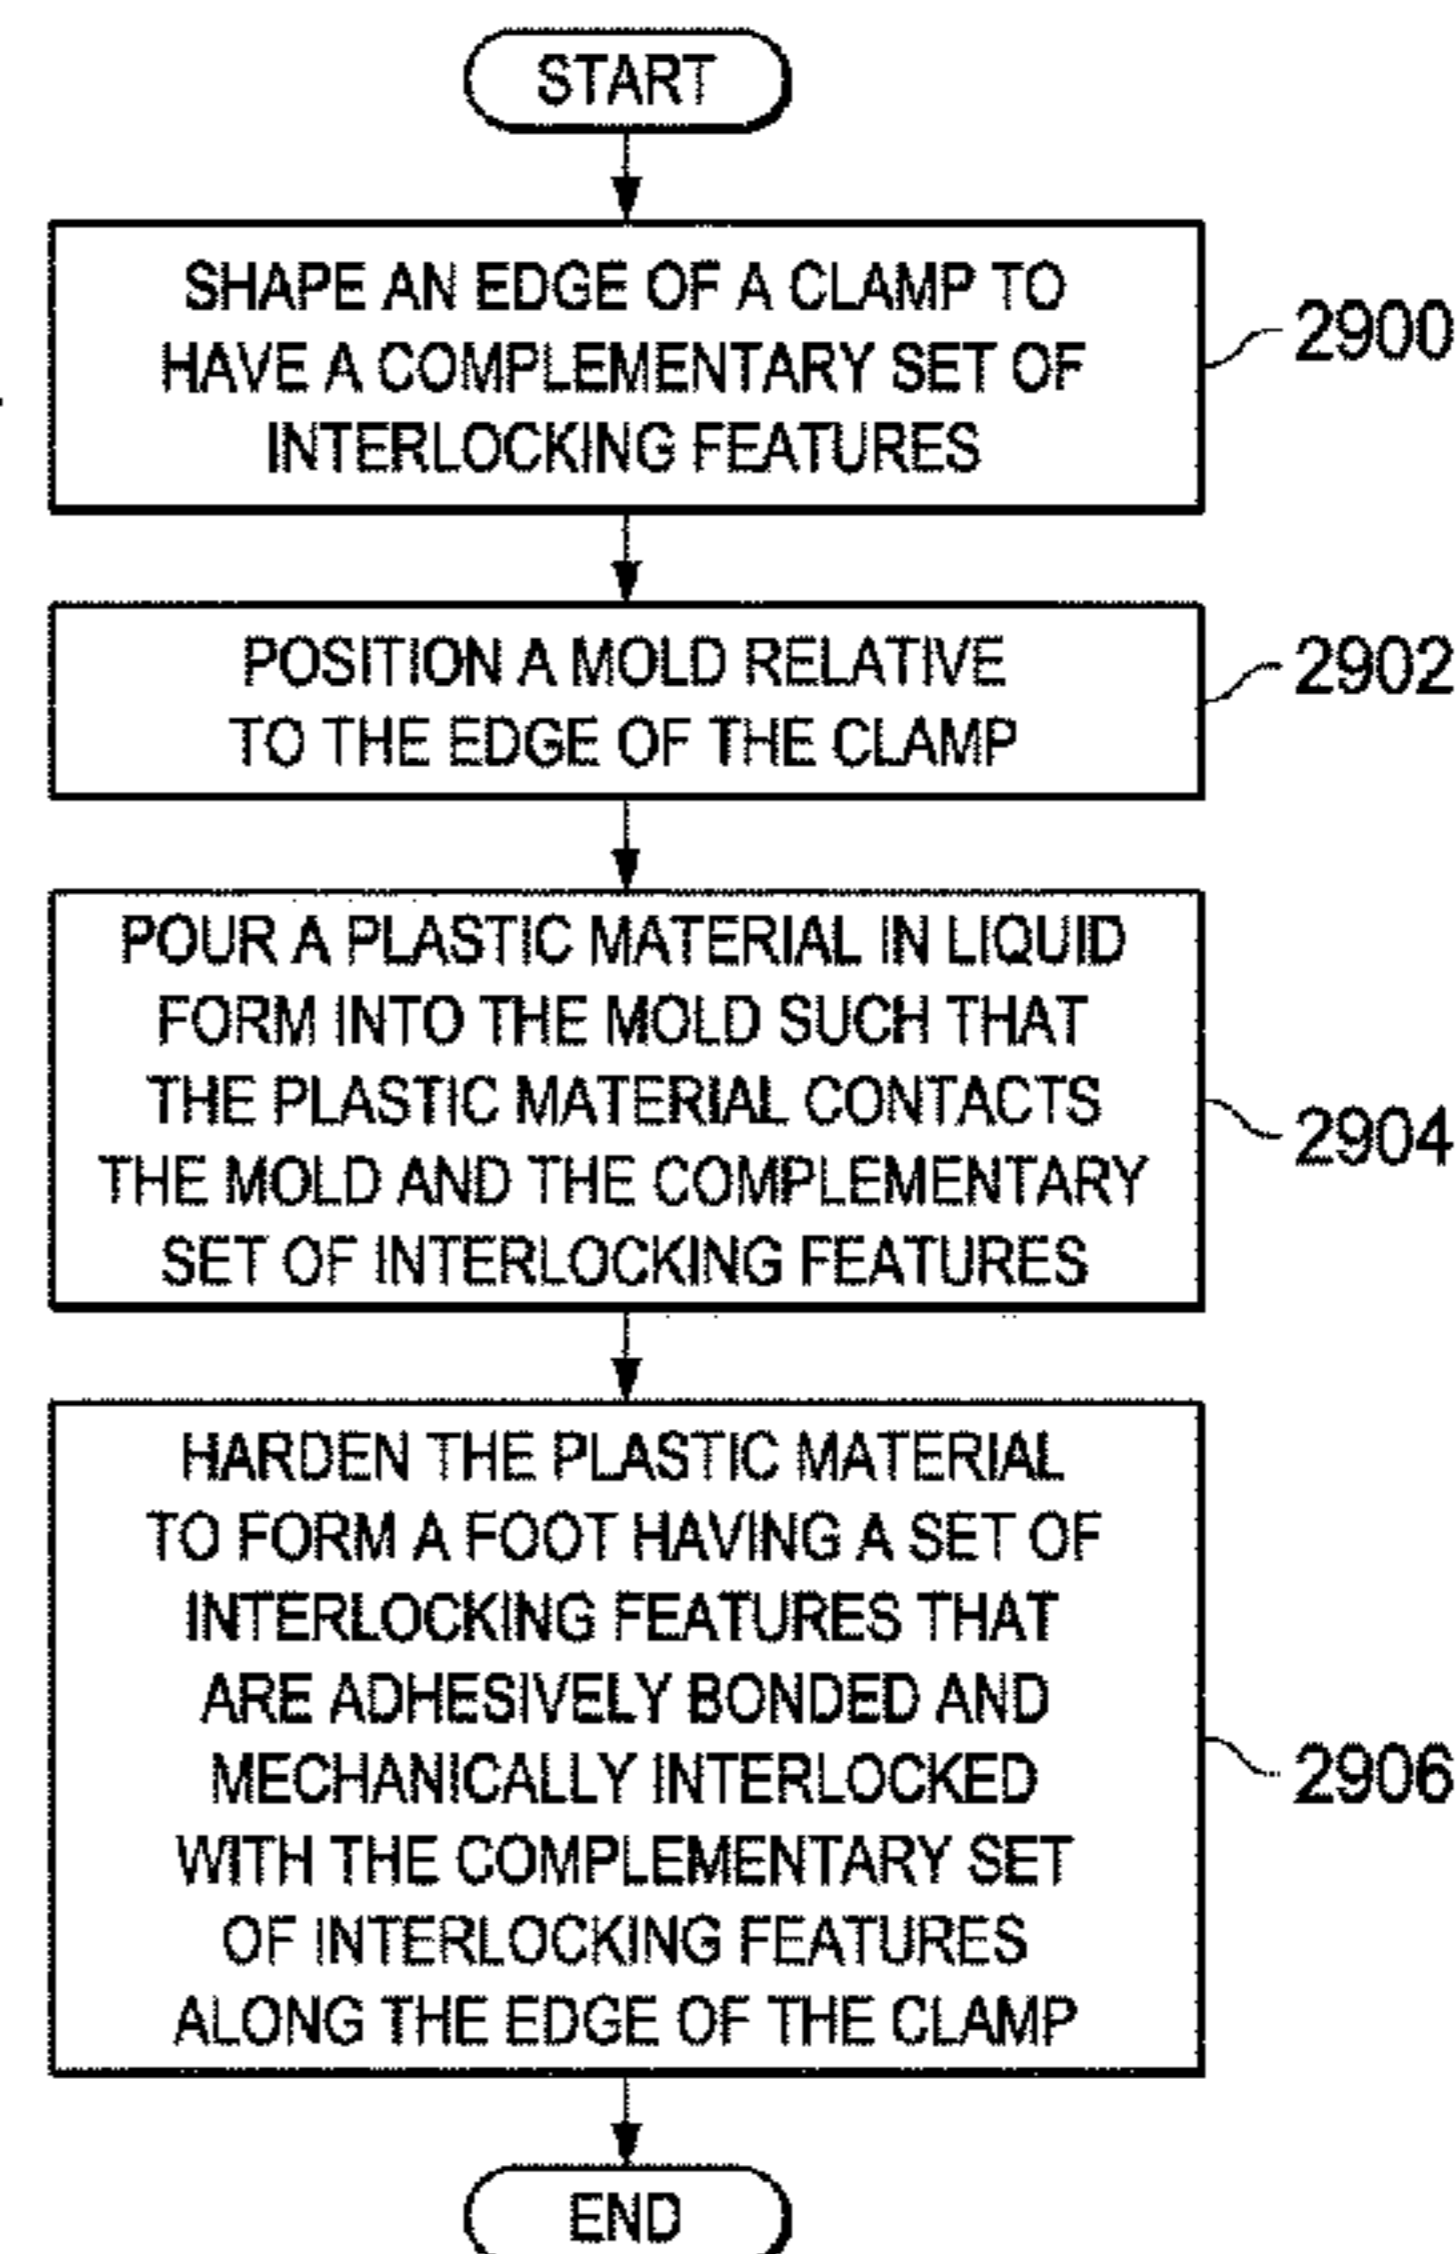 START
SHAPE AN EDGE OF A CLAMP TO
HAVE A COMPLEMENTARY SET OF
INTERLOCKING FEATURES
2900
POSITION A MOLD RELATIVE
TO THE EDGE OF THE CLAMP
2902
POUR A PLASTIC MATERIAL IN LIQUID
FORM INTO THE MOLD SUCH THAT
THE PLASTIC MATERIAL CONTACTS
THE MOLD AND THE COMPLEMENTARY
SET OF INTERLOCKING FEATURES
2904
HARDEN THE PLASTIC MATERIAL
TO FORM A FOOT HAVING A SET OF
INTERLOCKING FEATURES THAT
ARE ADHESIVELY BONDED AND
MECHANICALLY INTERLOCKED
WITH THE COMPLEMENTARY SET
OF INTERLOCKING FEATURES
ALONG THE EDGE OF THE CLAMP
2906
END